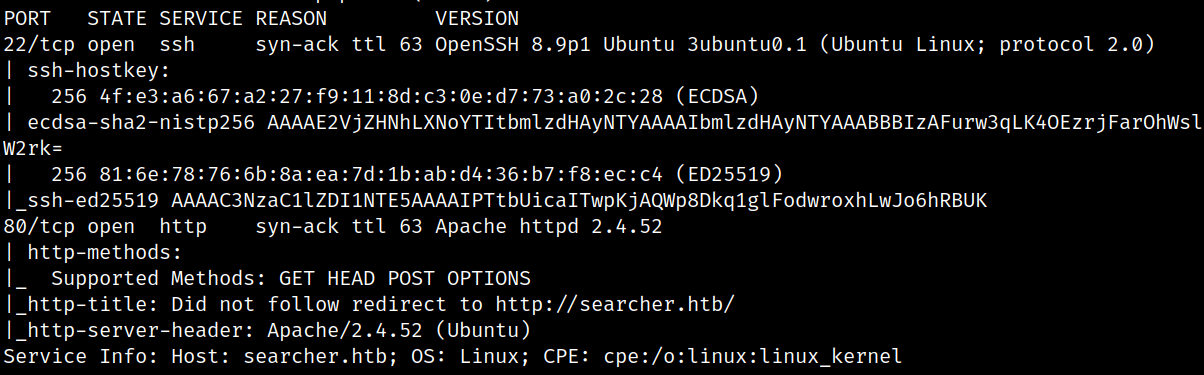 PORT   STATE SERVICE REASON         VERSION
22/tcp open  ssh     syn-ack ttl 63 OpenSSH 8.9p1 Ubuntu 3ubuntu0.1 (Ubuntu Linux; protocol 2.0)
| ssh-hostkey:
|   256 4f:e3:a6:67:a2:27:f9:11:8d:c3:0e:d7:73:a0:2c:28 (ECDSA)
| ecdsa-sha2-nistp256 AAAAE2VjZHNhLXNoYTItbmlzdHAyNTYAAAAIbmlzdHAyNTYAAABBBIzAFurw3qLK4OEzrjFarOhWsl
W2rk=
|   256 81:6e:78:76:6b:8a:ea:7d:1b:ab:d4:36:b7:f8:ec:c4 (ED25519)
|_ssh-ed25519 AAAAC3NzaC1lZDI1NTE5AAAAIPTtbUicaITwpKjAQWp8Dkq1glFodwroxhLwJo6hRBUK
80/tcp open  http    syn-ack ttl 63 Apache httpd 2.4.52
| http-methods:
|_  Supported Methods: GET HEAD POST OPTIONS
|_http-title: Did not follow redirect to http://searcher.htb/
|_http-server-header: Apache/2.4.52 (Ubuntu)
Service Info: Host: searcher.htb; OS: Linux; CPE: cpe:/o:linux:linux_kernel